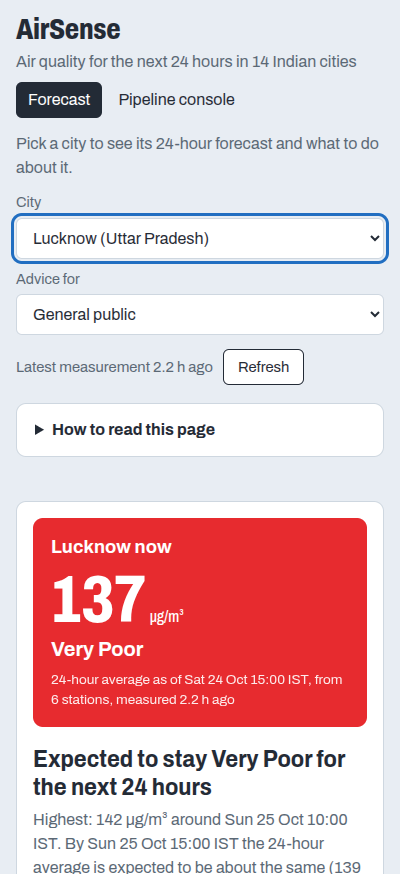 AirSense
Air quality for the next 24 hours in 14 Indian cities
Forecast
Pipeline console
Pick a city to see its 24-hour forecast and what to do
about it.
City
Lucknow (Uttar Pradesh)
Advice for
General public
Latest measurement 2.2 h ago
Refresh
How to read this page
Lucknow now
137 µg/m³
Very Poor
24-hour average as of Sat 24 Oct 15:00 IST, from
6 stations, measured 2.2 h ago
Expected to stay Very Poor for
the next 24 hours
Highest: 142 µg/m³ around Sun 25 Oct 10:00
IST. By Sun 25 Oct 15:00 IST the 24-hour
average is expected to be about the same (139